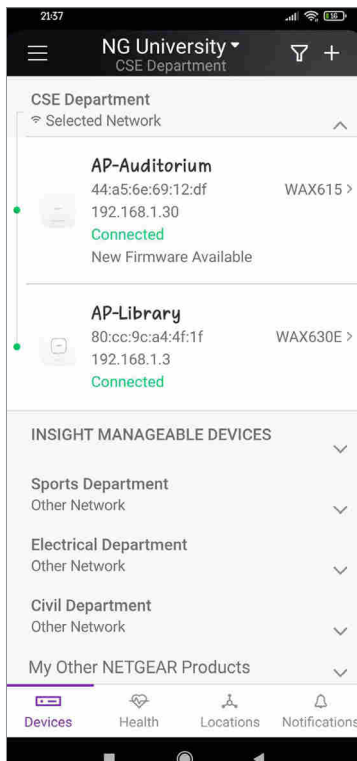 21:37
16
NG University
CSE Department
CSE Department
Selected Network
AP-Auditorium
44:a5:6e:69:12:df WAX615 >
192.168.1.30
Connected
New Firmware Available
AP-Library
80:cc:9c:a4:4f:1f WAX630E >
192.168.1.3
Connected
INSIGHT MANAGEABLE DEVICES
Sports Department
Other Network
Electrical Department
Other Network
Civil Department
Other Network
My Other NETGEAR Products
Devices Health Locations Notifications